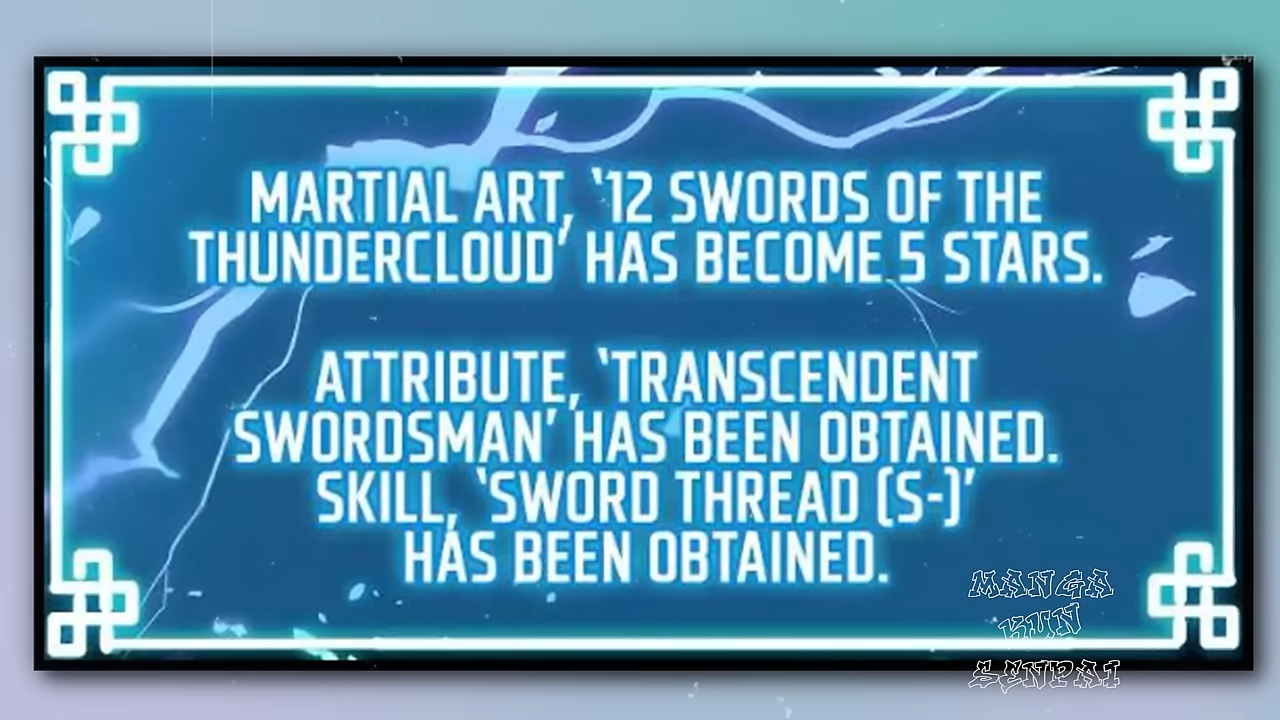 MARTIAL ART, '12 SWORDS OF THE
THUNDERCLOUD' HAS BECOME 5 STARS.
ATTRIBUTE, 'TRANSCENDENT
SWORDSMAN' HAS BEEN OBTAINED.
SKILL, 'SWORD THREAD (S-)'
HAS BEEN OBTAINED.
MANGA
KUN
SENPAI